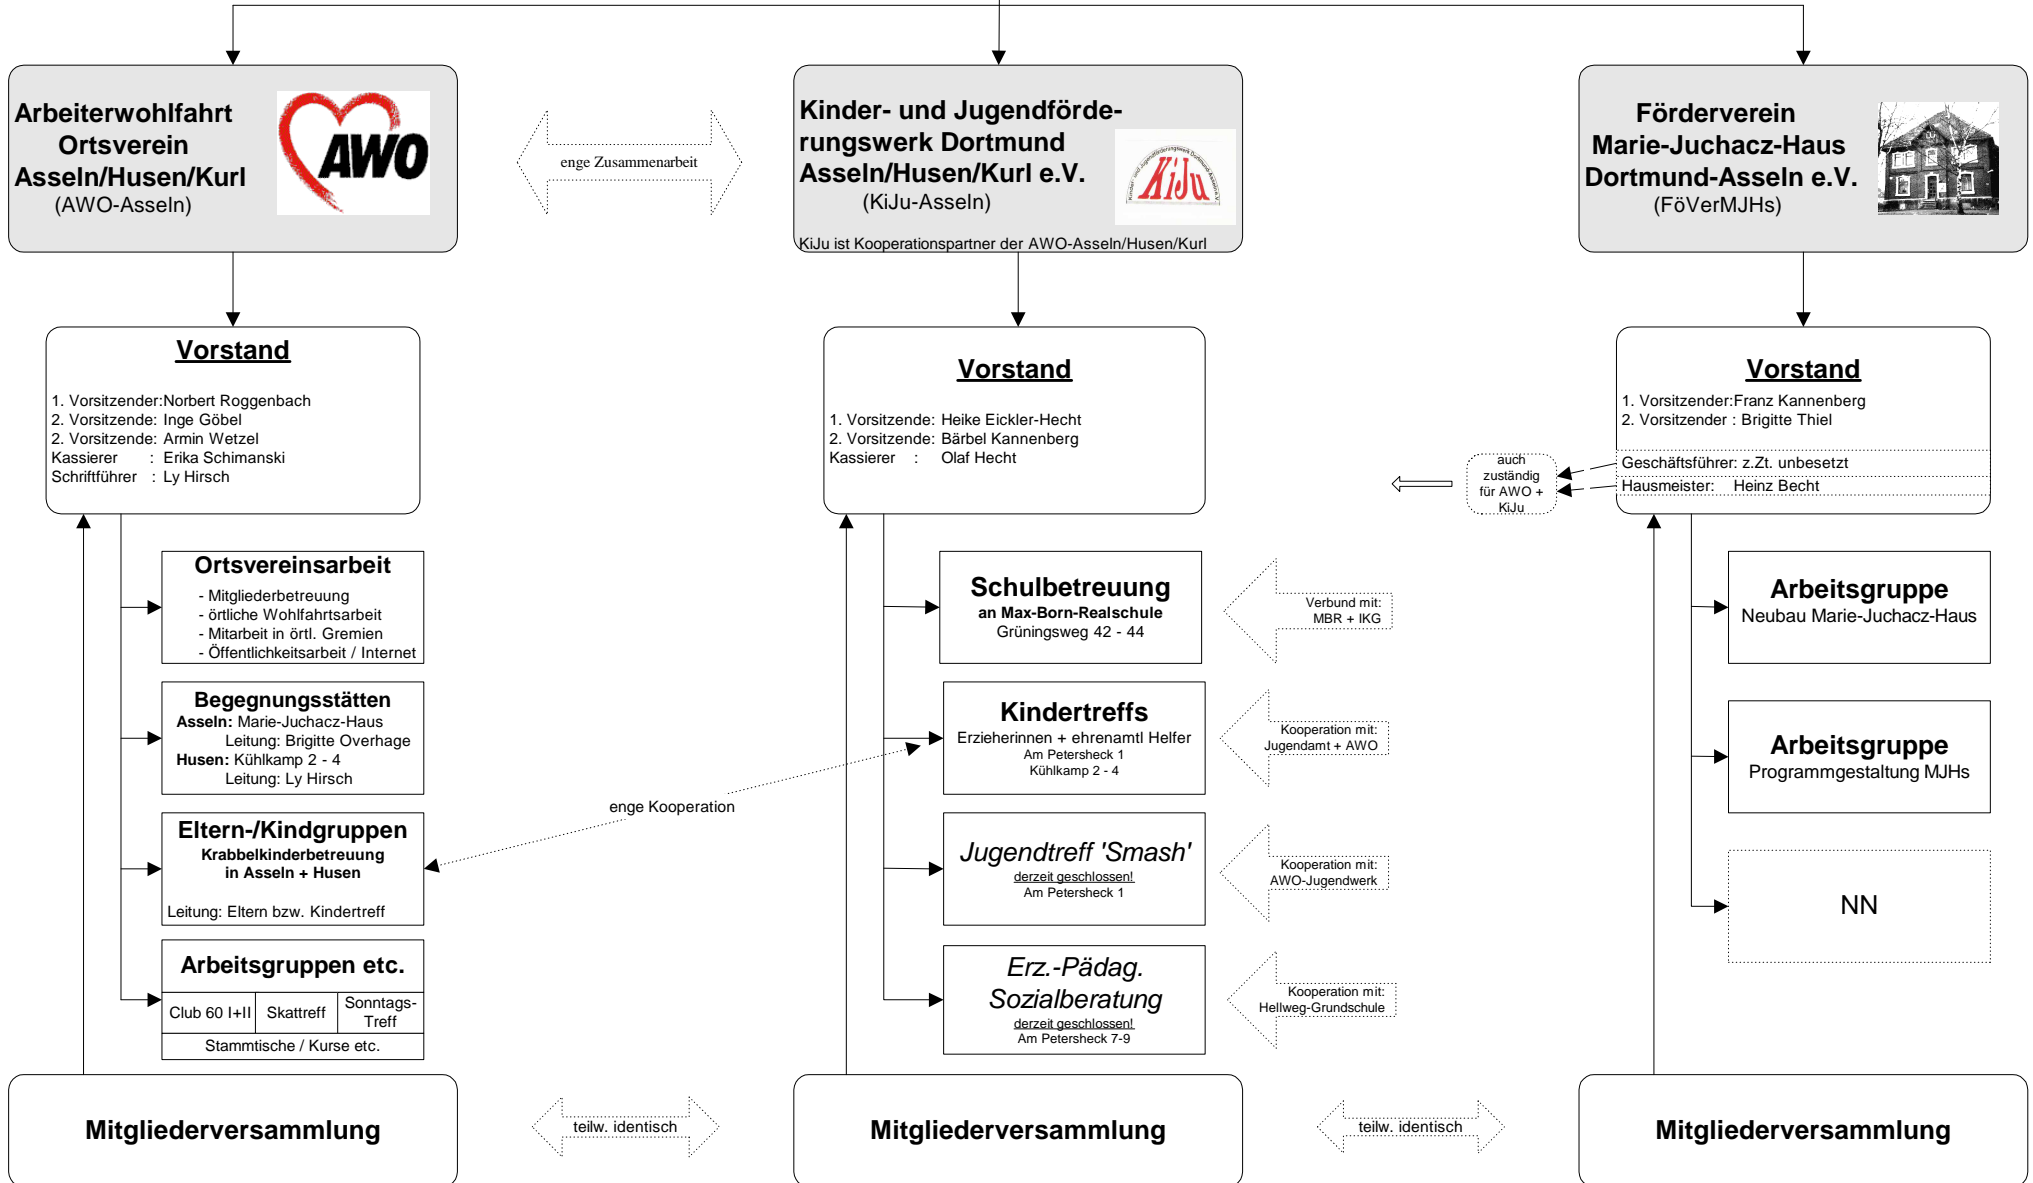 Arbeiterwohlfahrt
Ortsverein
Asseln/Husen/Kurl
(AWO-Asseln)
AWO
enge Zusammenarbeit
Kinder- und Jugendförde-
rungswerk Dortmund
Asseln/Husen/Kurl e.V.
(KiJu-Asseln)
Kinder- und Jugendförderungswerk Dortmund-Asseln e.V.
KiJu
KiJu ist Kooperationspartner der AWO-Asseln/Husen/Kurl
Förderverein
Marie-Juchacz-Haus
Dortmund-Asseln e.V.
(FöVerMJHs)
Vorstand
1. Vorsitzender:Norbert Roggenbach
2. Vorsitzende: Inge Göbel
2. Vorsitzende: Armin Wetzel
Kassierer : Erika Schimanski
Schriftführer : Ly Hirsch
Vorstand
1. Vorsitzende: Heike Eickler-Hecht
2. Vorsitzende: Bärbel Kannenberg
Kassierer : Olaf Hecht
Vorstand
1. Vorsitzender:Franz Kannenberg
2. Vorsitzender : Brigitte Thiel
Geschäftsführer: z.Zt. unbesetzt
Hausmeister: Heinz Becht
auch
zuständig
für AWO +
KiJu
Ortsvereinsarbeit
- Mitgliederbetreuung
- örtliche Wohlfahrtsarbeit
- Mitarbeit in örtl. Gremien
- Öffentlichkeitsarbeit / Internet
Begegnungsstätten
Asseln: Marie-Juchacz-Haus
Leitung: Brigitte Overhage
Husen: Kühlkamp 2 - 4
Leitung: Ly Hirsch
Eltern-/Kindgruppen
Krabbelkinderbetreuung
in Asseln + Husen
Leitung: Eltern bzw. Kindertreff
Arbeitsgruppen etc.
Club 60 I+II
Skattreff
Sonntags-
Treff
Stammtische / Kurse etc.
enge Kooperation
Schulbetreuung
an Max-Born-Realschule
Grüningsweg 42 - 44
Verbund mit:
MBR + IKG
Kindertreffs
Erzieherinnen + ehrenamtl Helfer
Am Petersheck 1
Kühlkamp 2 - 4
Kooperation mit:
Jugendamt + AWO
Jugendtreff 'Smash'
derzeit geschlossen!
Am Petersheck 1
Kooperation mit:
AWO-Jugendwerk
Erz.-Pädag.
Sozialberatung
derzeit geschlossen!
Am Petersheck 7-9
Kooperation mit:
Hellweg-Grundschule
Arbeitsgruppe
Neubau Marie-Juchacz-Haus
Arbeitsgruppe
Programmgestaltung MJHs
NN
Mitgliederversammlung
teilw. identisch
Mitgliederversammlung
teilw. identisch
Mitgliederversammlung